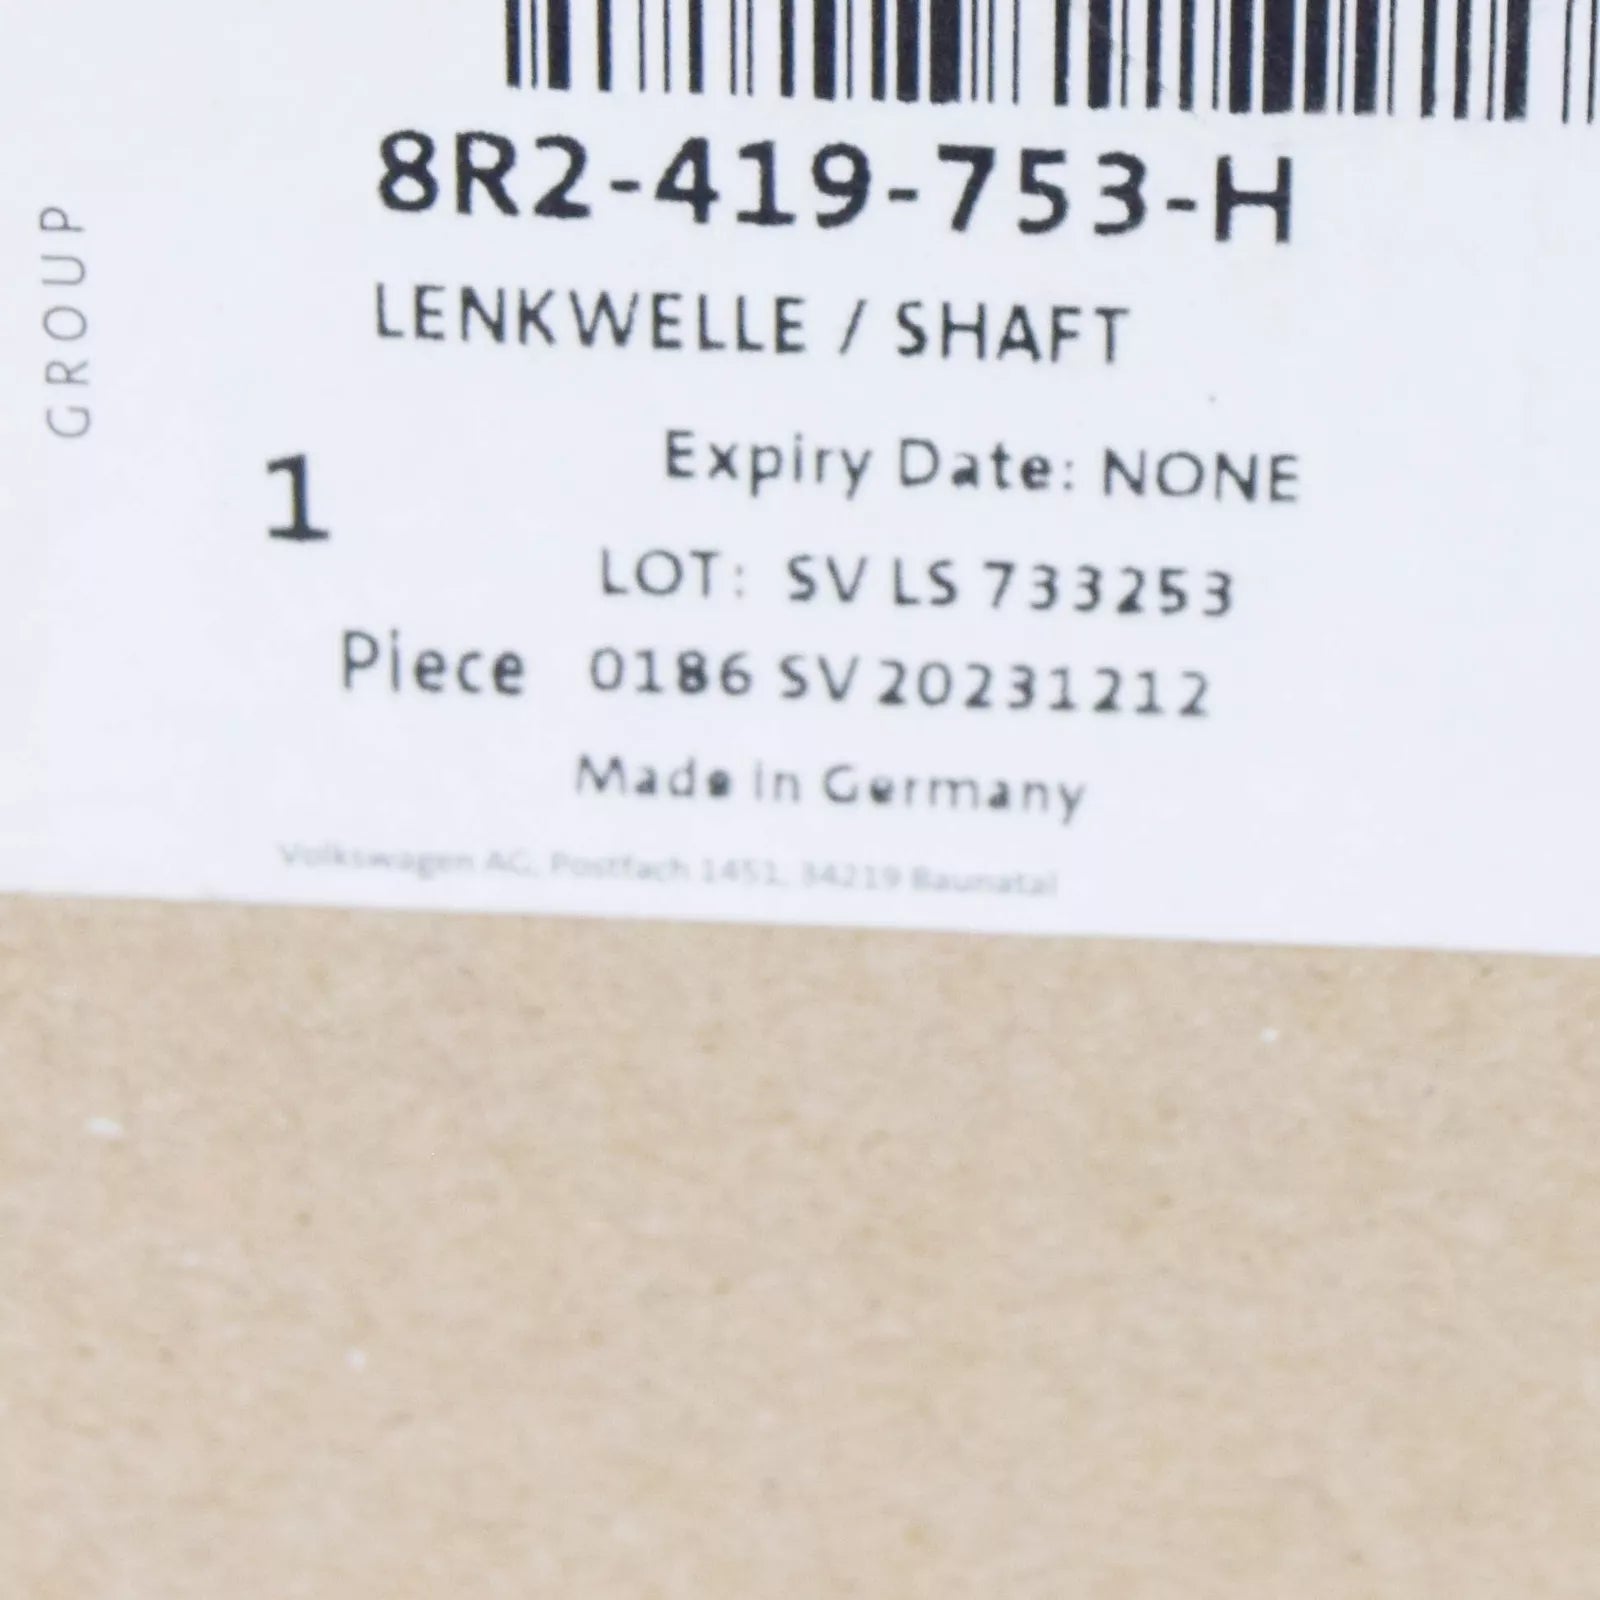 8R2-419-753-H
LENKWELLE / SHAFT
GROUP
Expiry Date: NONE
1
LOT: SV LS 733253
Piece 0186 SV 20231212
Made in Germany
Volkswagen AG, Postfach 1451, 34219 Baunatal